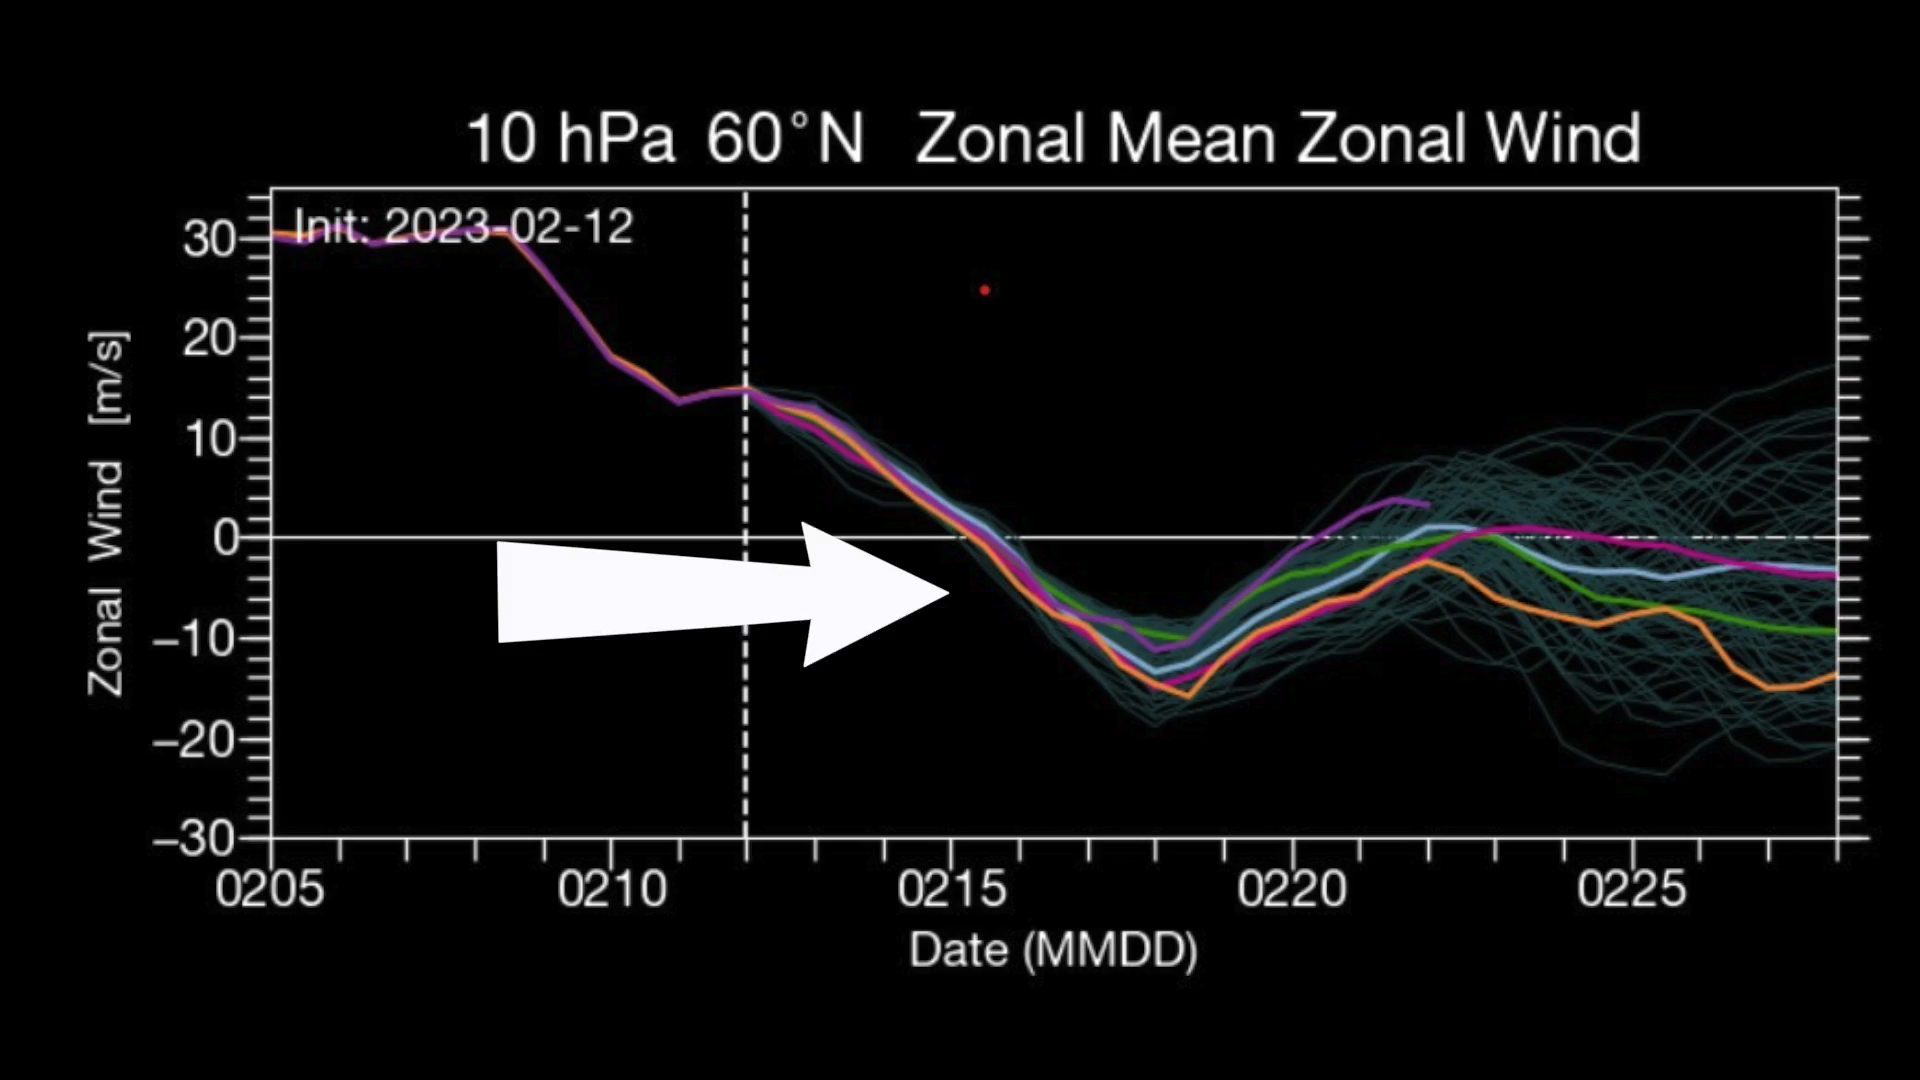 10 hPa 60°N Zonal Mean Zonal Wind
Init: 2023-02-12
30
20
10
0
−10
−20
−30
Zonal Wind [m/s]
0205 0210 0215 0220 0225
Date (MMDD)